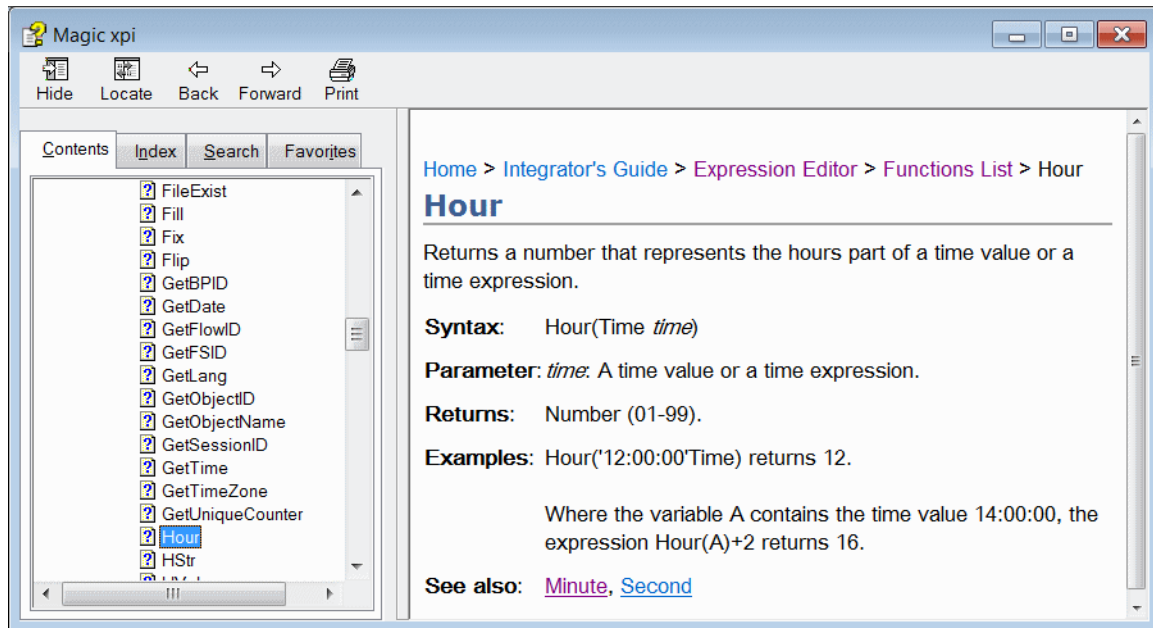 Magic xpi
Hide Locate Back Forward Print
Contents Index Search Favorites
FileExist
Fill
Fix
Flip
GetBPID
GetDate
GetFlowID
GetFSID
GetLang
GetObjectID
GetObjectName
GetSessionID
GetTime
GetTimeZone
GetUniqueCounter
Hour
HStr
Home > Integrator's Guide > Expression Editor > Functions List > Hour
Hour
Returns a number that represents the hours part of a time value or a
time expression.
Syntax: Hour(Time time)
Parameter: time: A time value or a time expression.
Returns: Number (01-99).
Examples: Hour('12:00:00'Time) returns 12.
Where the variable A contains the time value 14:00:00, the
expression Hour(A)+2 returns 16.
See also: Minute, Second